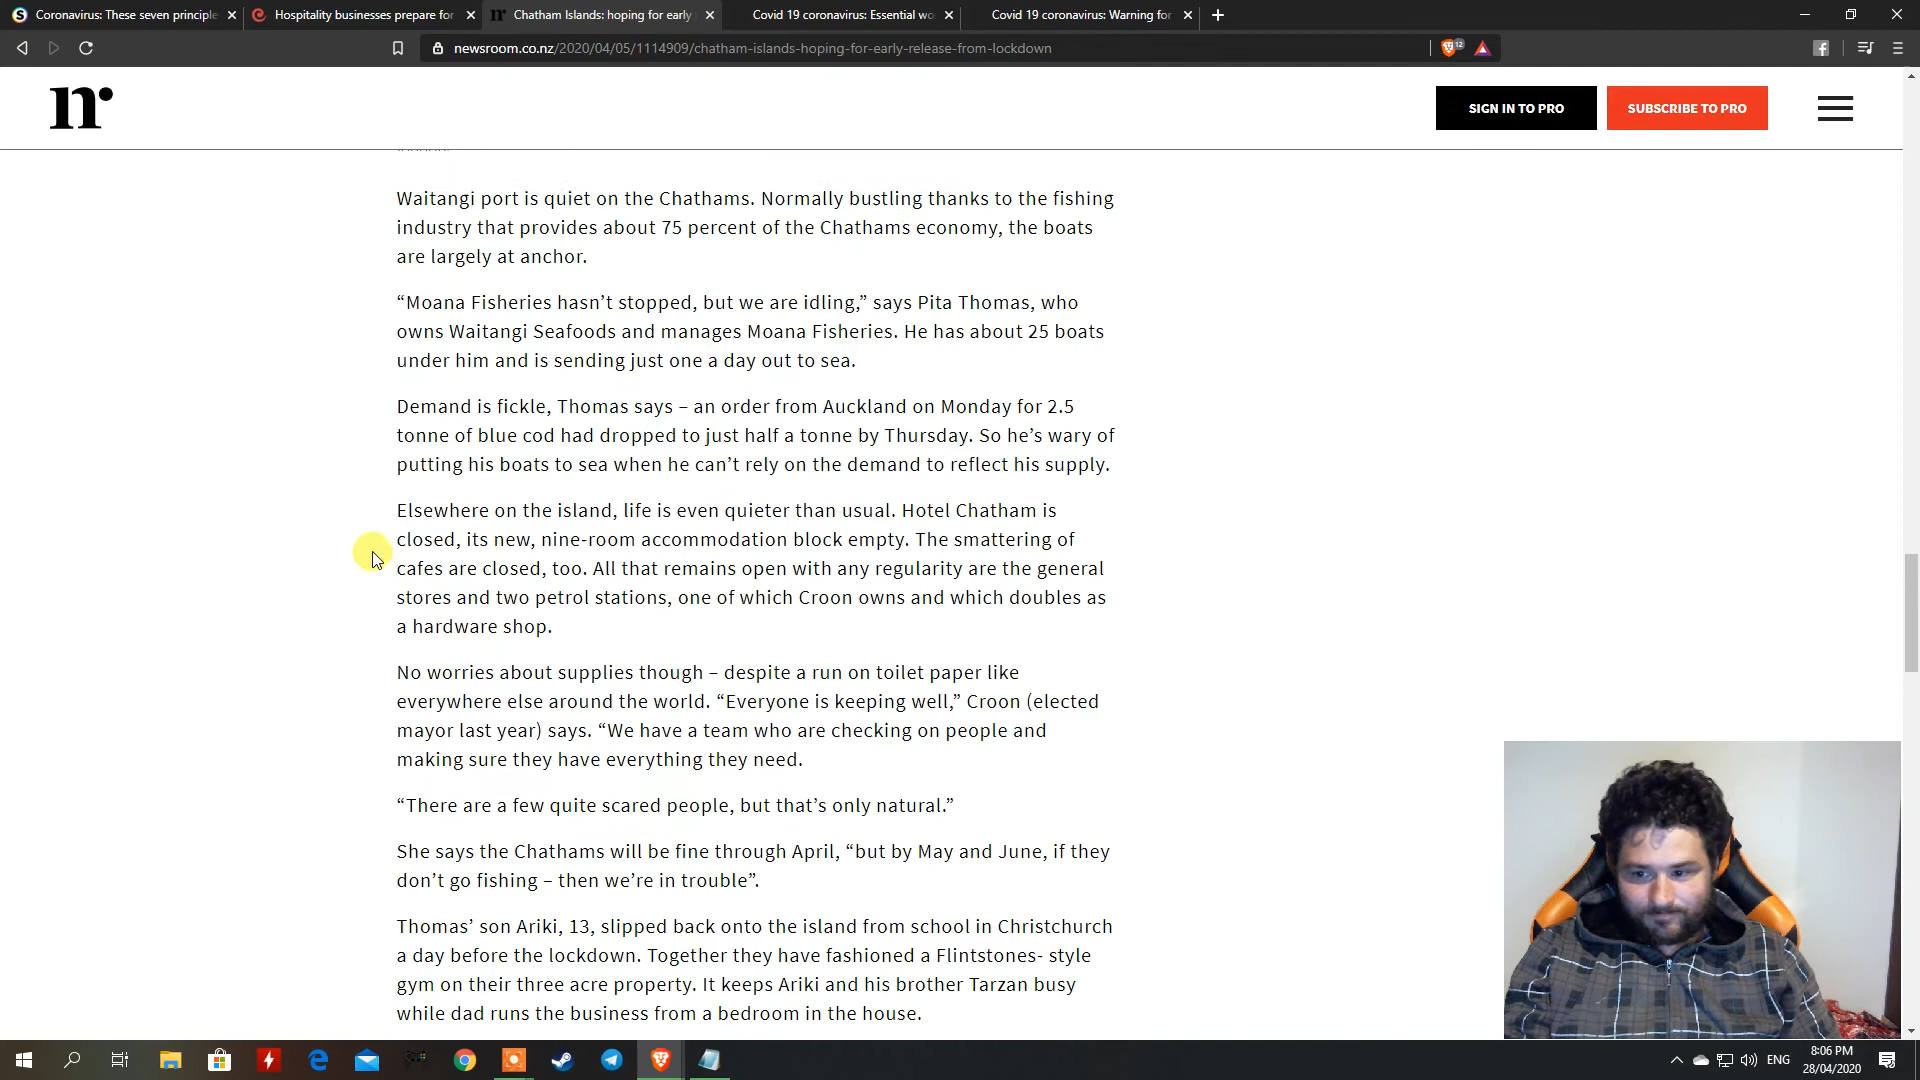 Coronavirus: These seven principle
Hospitality businesses prepare for
Chatham Islands: hoping for early
Covid 19 coronavirus: Essential wo
Covid 19 coronavirus: Warning for
newsroom.co.nz/2020/04/05/1114909/chatham-islands-hoping-for-early-release-from-lockdown
12
nr
SIGN IN TO PRO
SUBSCRIBE TO PRO
Waitangi port is quiet on the Chathams. Normally bustling thanks to the fishing
industry that provides about 75 percent of the Chathams economy, the boats
are largely at anchor.
“Moana Fisheries hasn’t stopped, but we are idling,” says Pita Thomas, who
owns Waitangi Seafoods and manages Moana Fisheries. He has about 25 boats
under him and is sending just one a day out to sea.
Demand is fickle, Thomas says – an order from Auckland on Monday for 2.5
tonne of blue cod had dropped to just half a tonne by Thursday. So he’s wary of
putting his boats to sea when he can’t rely on the demand to reflect his supply.
Elsewhere on the island, life is even quieter than usual. Hotel Chatham is
closed, its new, nine-room accommodation block empty. The smattering of
cafes are closed, too. All that remains open with any regularity are the general
stores and two petrol stations, one of which Croon owns and which doubles as
a hardware shop.
No worries about supplies though – despite a run on toilet paper like
everywhere else around the world. “Everyone is keeping well,” Croon (elected
mayor last year) says. “We have a team who are checking on people and
making sure they have everything they need.
“There are a few quite scared people, but that’s only natural.”
She says the Chathams will be fine through April, “but by May and June, if they
don’t go fishing – then we’re in trouble”.
Thomas’ son Ariki, 13, slipped back onto the island from school in Christchurch
a day before the lockdown. Together they have fashioned a Flintstones- style
gym on their three acre property. It keeps Ariki and his brother Tarzan busy
while dad runs the business from a bedroom in the house.
ENG
8:06 PM
28/04/2020